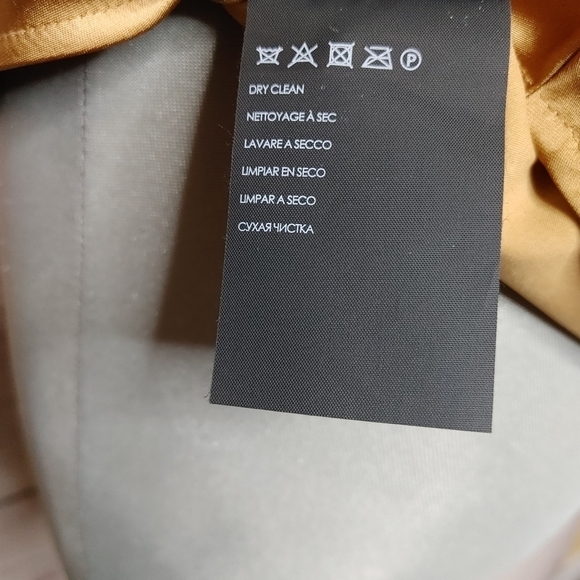 P
DRY CLEAN
NETTOYAGE À SEC
LAVARE A SECCO
LIMPIAR EN SECO
LIMPAR A SECO
СУХАЯ ЧИСТКА